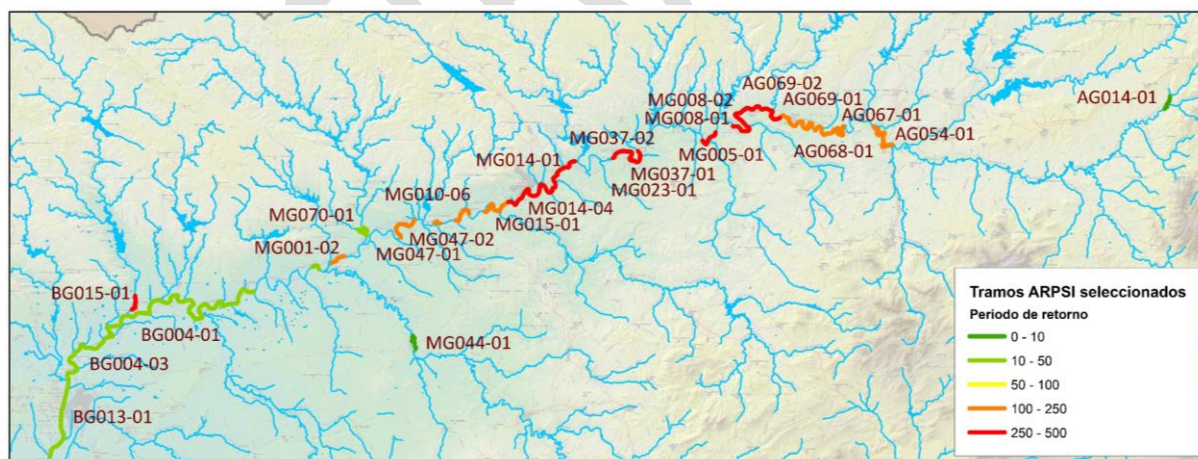 AG069-02
AG069-01
AG014-01
MG008-02
AG067-01
MG008-01
AG054-01
MG037-02
MG005-01
AG068-01
MG014-01
MG037-01
MG023-01
MG010-06
MG014-04
MG070-01
MG015-01
MG047-02
MG001-02
MG047-01
BG015-01
BG004-01
MG044-01
BG004-03
BG013-01
Tramos ARPSI seleccionados
Periodo de retorno
0 - 10
10 - 50
50 - 100
100 - 250
250 - 500